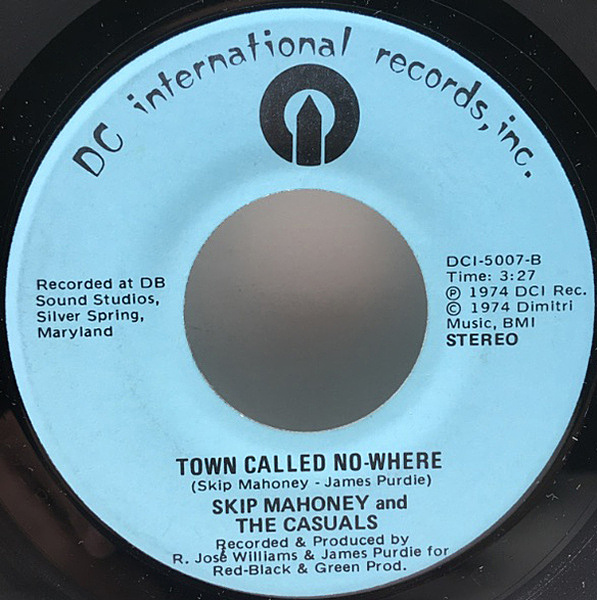 DC international records, inc.
Recorded at DB
Sound Studios,
Silver Spring,
Maryland
DCI-5007-B
Time: 3:27
℗ 1974 DCI Rec.
© 1974 Dimitri
Music, BMI
STEREO
TOWN CALLED NO-WHERE
(Skip Mahoney - James Purdie)
SKIP MAHONEY and
THE CASUALS
Recorded & Produced by
R. José Williams & James Purdie for
Red-Black & Green Prod.